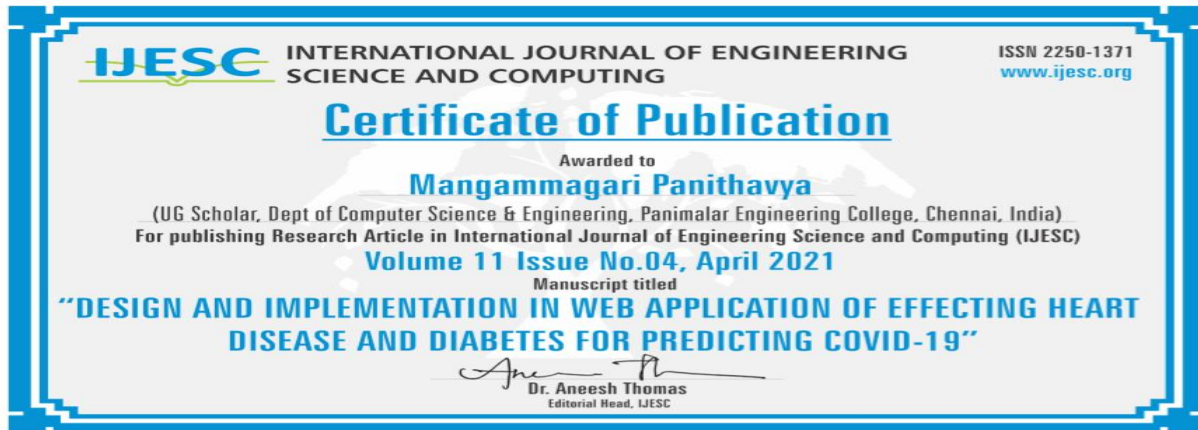 IJESC
INTERNATIONAL JOURNAL OF ENGINEERING
SCIENCE AND COMPUTING
ISSN 2250-1371
www.ijesc.org
Certificate of Publication
Awarded to
Mangammagari Panithavya
(UG Scholar, Dept of Computer Science & Engineering, Panimalar Engineering College, Chennai, India)
For publishing Research Article in International Journal of Engineering Science and Computing (IJESC)
Volume 11 Issue No.04, April 2021
Manuscript titled
“DESIGN AND IMPLEMENTATION IN WEB APPLICATION OF EFFECTING HEART
DISEASE AND DIABETES FOR PREDICTING COVID-19”
Dr. Aneesh Thomas
Editorial Head, IJESC